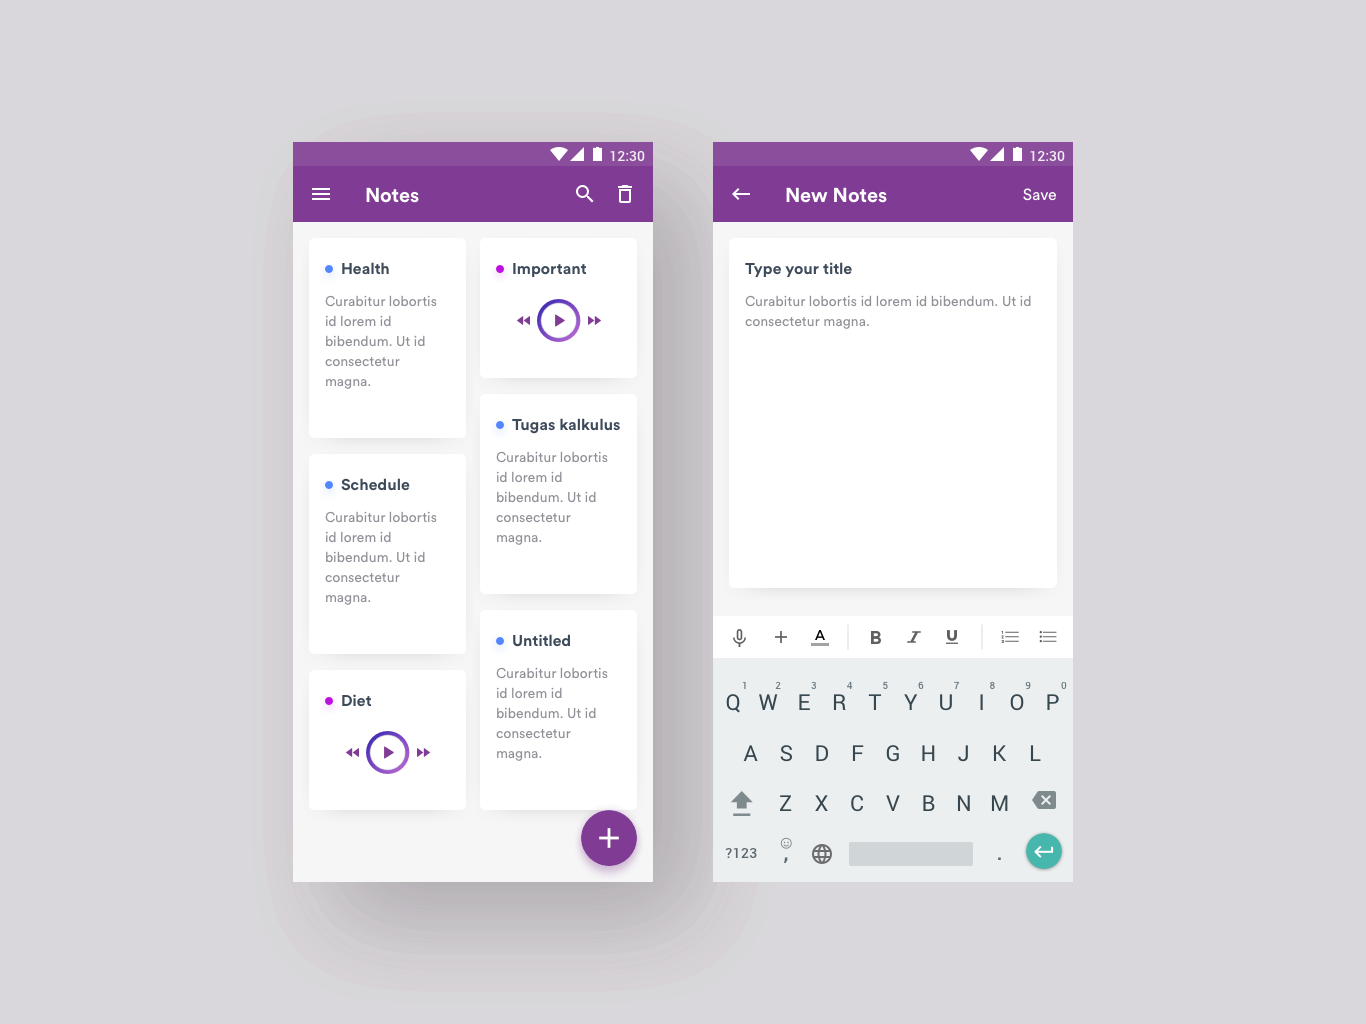 12:30
Notes
Health
Curabitur lobortis
id lorem id
bibendum. Ut id
consectetur
magna.
Important
Tugas kalkulus
Curabitur lobortis
id lorem id
bibendum. Ut id
consectetur
magna.
Schedule
Curabitur lobortis
id lorem id
bibendum. Ut id
consectetur
magna.
Untitled
Curabitur lobortis
id lorem id
bibendum. Ut id
consectetur
magna.
Diet
12:30
New Notes Save
Type your title
Curabitur lobortis id lorem id bibendum. Ut id
consectetur magna.
A B I U
1 2 3 4 5 6 7 8 9 0
Q W E R T Y U I O P
A S D F G H J K L
Z X C V B N M
?123 , .